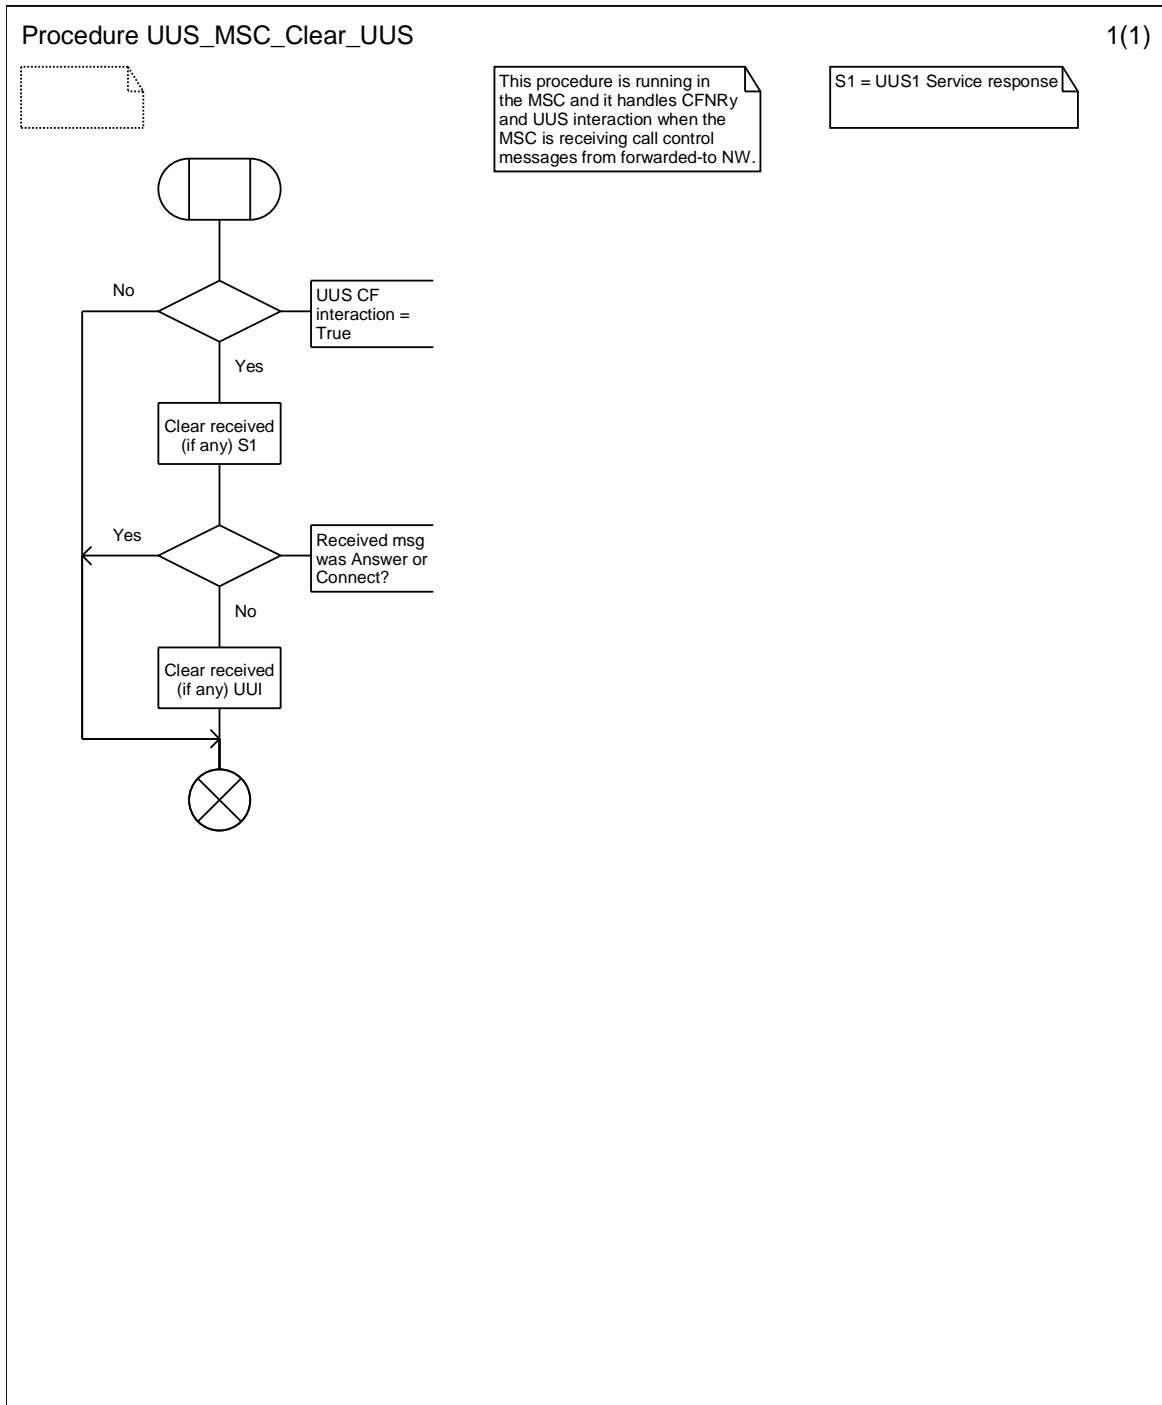 Procedure UUS_MSC_Clear_UUS
1(1)
This procedure is running in
the MSC and it handles CFNRy
and UUS interaction when the
MSC is receiving call control
messages from forwarded-to NW.
S1 = UUS1 Service response
No
UUS CF
interaction =
True
Yes
Clear received
(if any) S1
Yes
Received msg
was Answer or
Connect?
No
Clear received
(if any) UUI